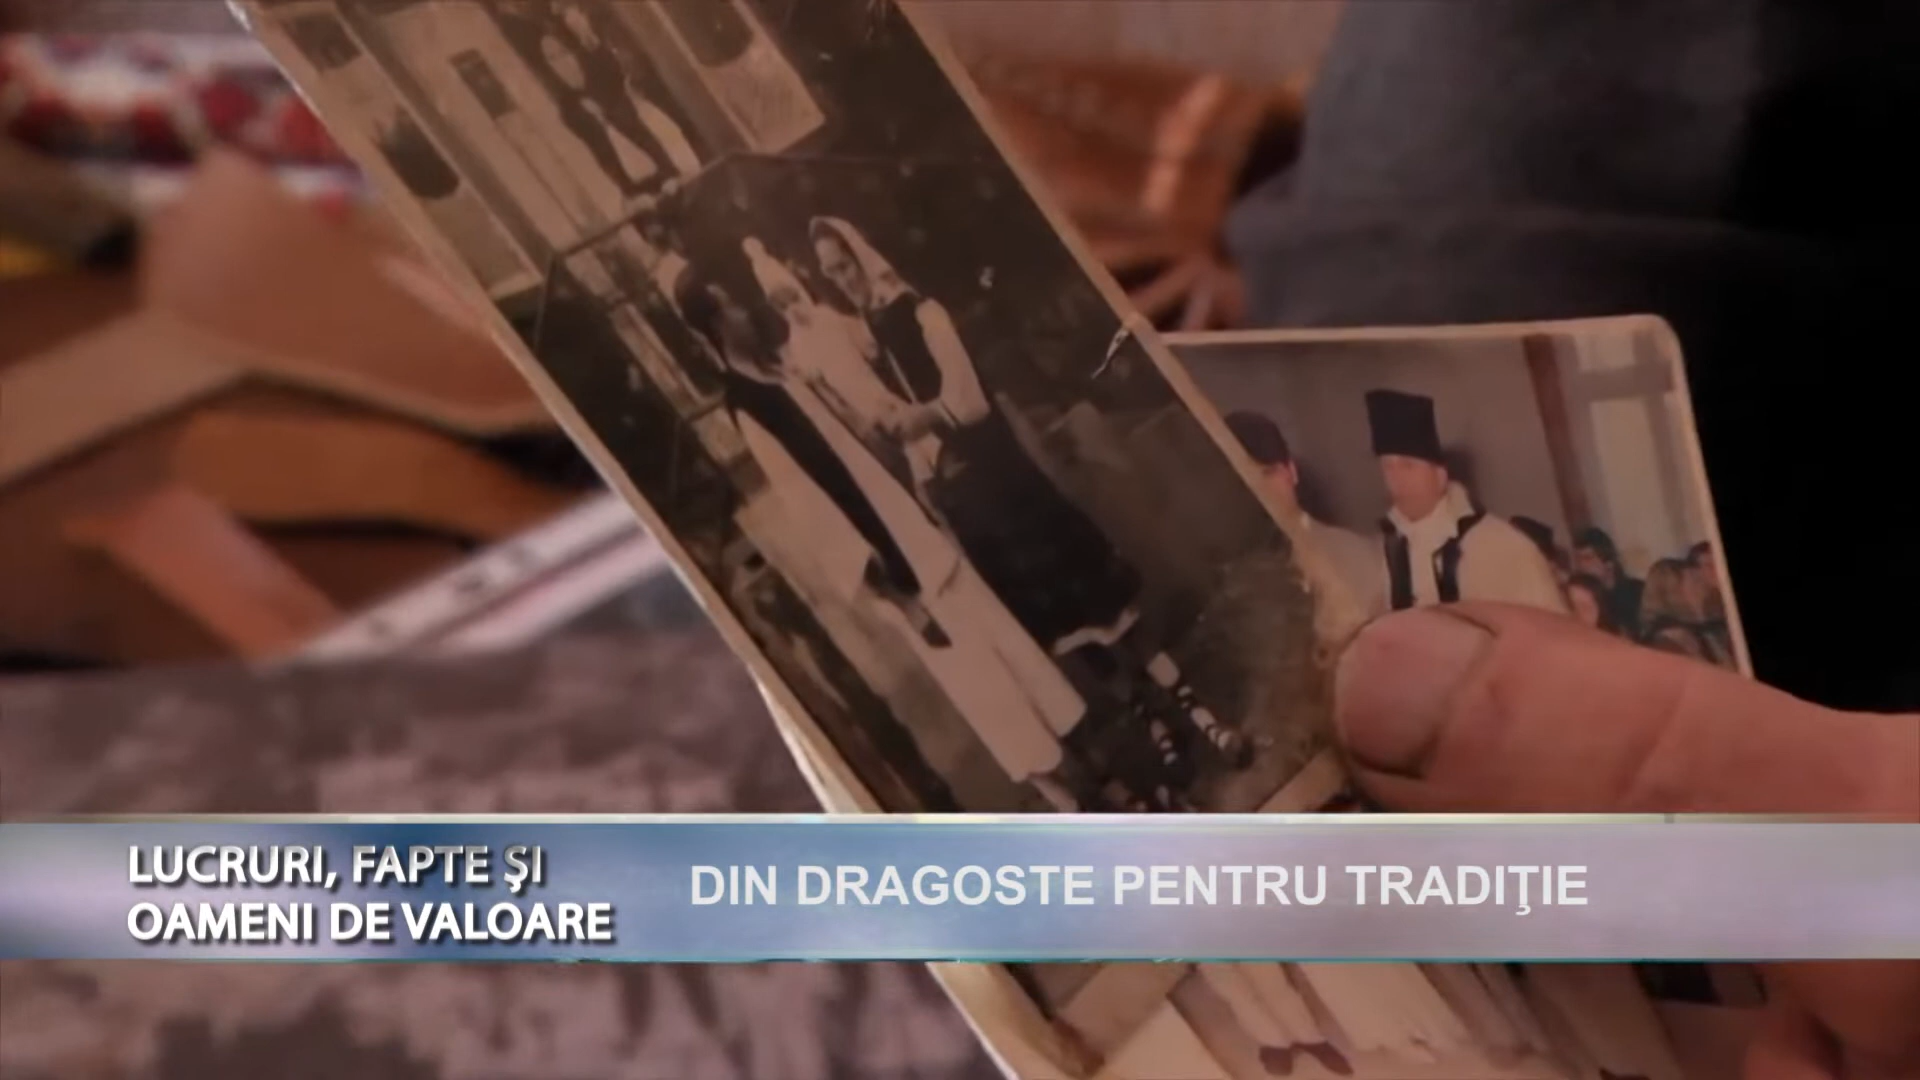 LUCRURI, FAPTE ŞI
OAMENI DE VALOARE
DIN DRAGOSTE PENTRU TRADIŢIE